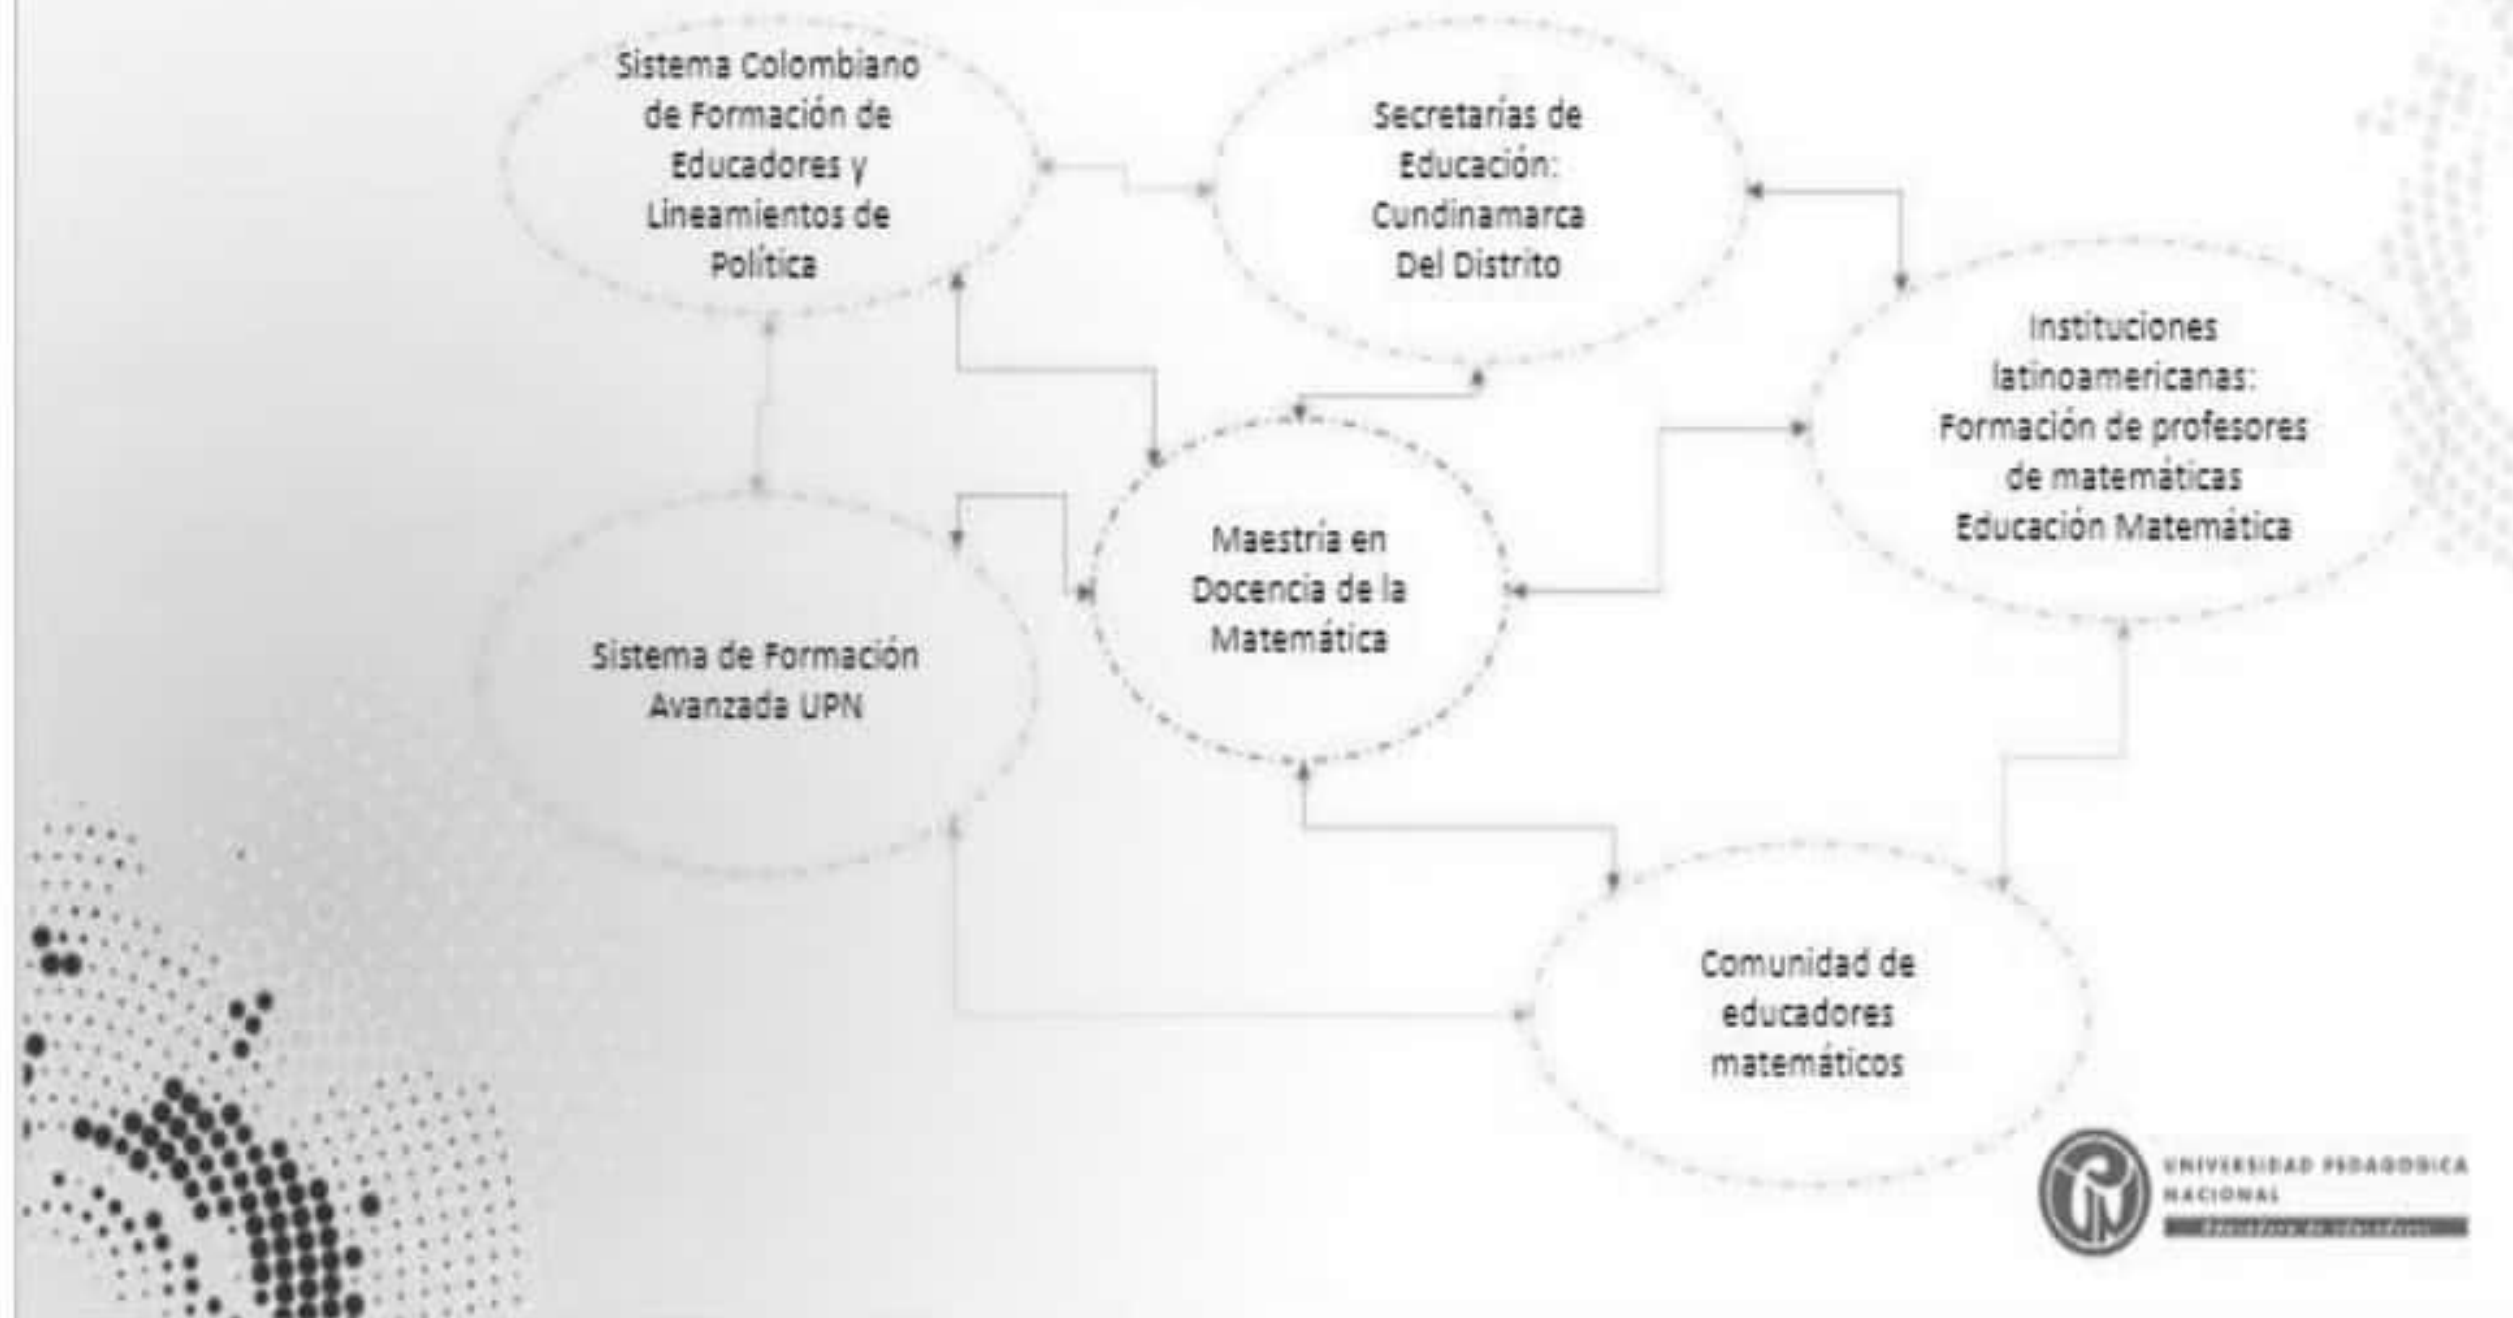 Sistema Colombiano
de Formación de
Educadores y
Lineamientos de
Política
Secretarías de
Educación:
Cundinamarca
Del Distrito
Instituciones
latinoamericanas:
Formación de profesores
de matemáticas
Educación Matemática
Maestría en
Docencia de la
Matemática
Sistema de Formación
Avanzada UPN
Comunidad de
educadores
matemáticos
UNIVERSIDAD PEDAGOGICA
NACIONAL